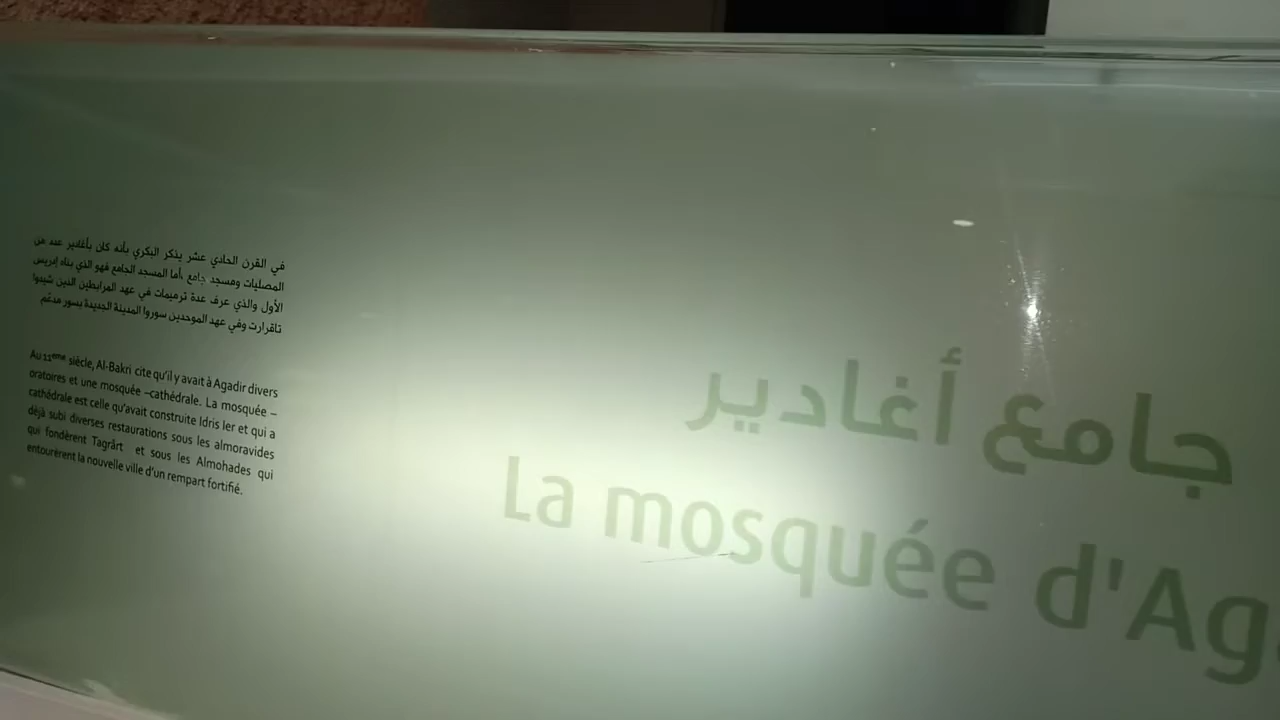 في القرن الحادي عشر يذكر البكري بأنه كان بأغادير عدد من
المصليات ومسجد جامع ،أما المسجد الجامع فهو الذي بناه إدريس
الأول والذي عرف عدة ترميمات في عهد المرابطين الذين شيدوا
تاقرارت وفي عهد الموحدين سوروا المدينة الجديدة بسور مدعم
Au 11eme siècle, Al-Bakri cite qu'il y avait à Agadir divers
oratoires et une mosquée –cathédrale. La mosquée –
cathédrale est celle qu'avait construite Idris Ier et qui a
déjà subi diverses restaurations sous les almoravides
qui fondèrent Tagrârt et sous les Almohades qui
entourèrent la nouvelle ville d'un rempart fortifié.
جامع أغادير
La mosquée d'Ag